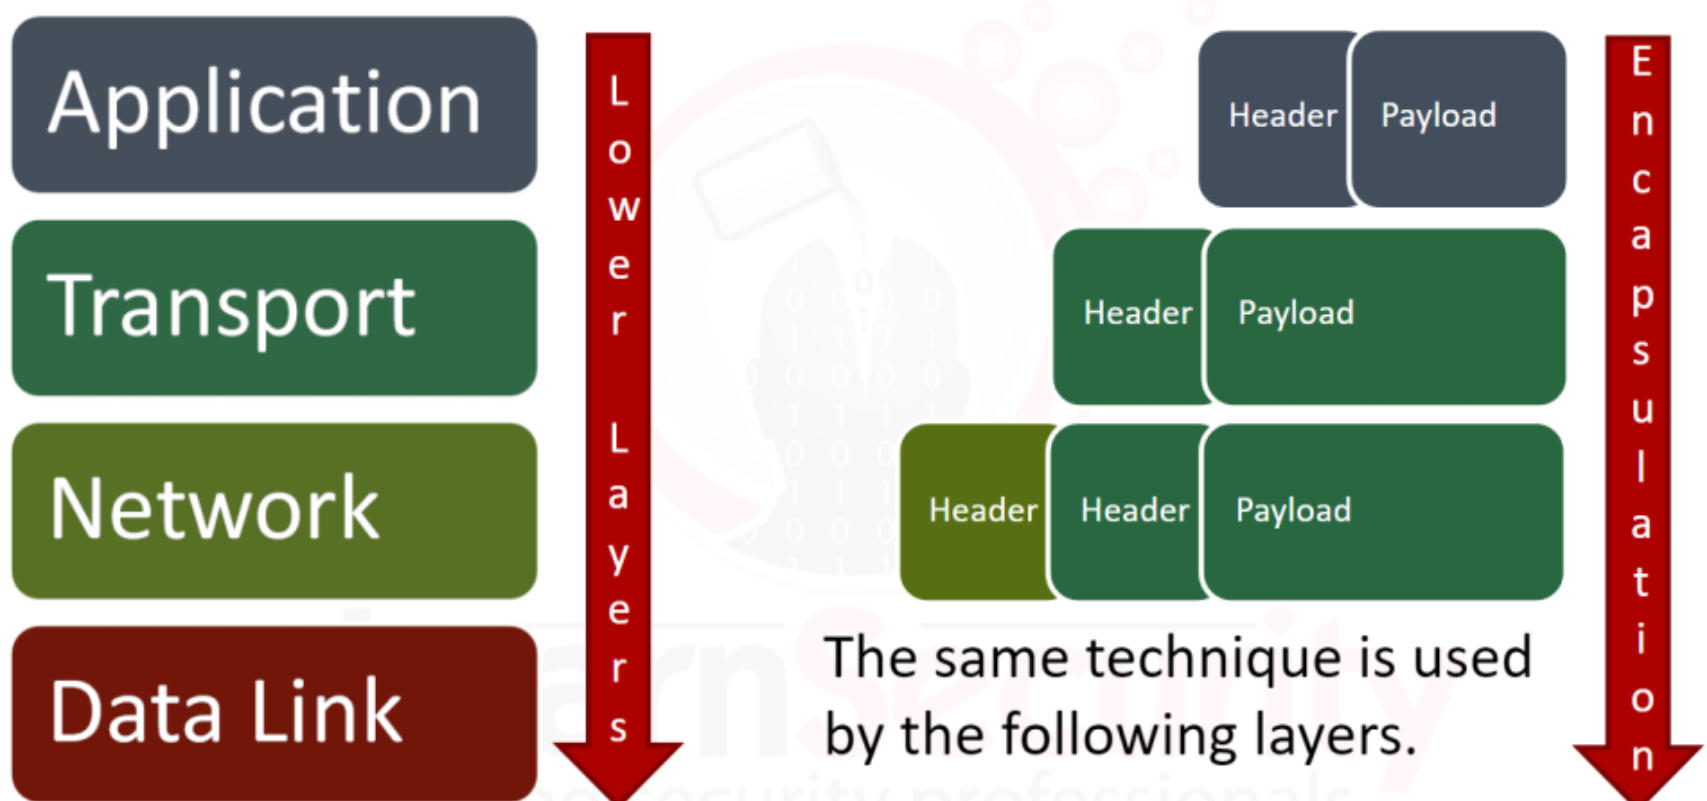 Application
Transport
Network
Data Link
Lower Layers
Header Payload
Header Payload
Header Header Payload
The same technique is used
by the following layers.
Encapsulation